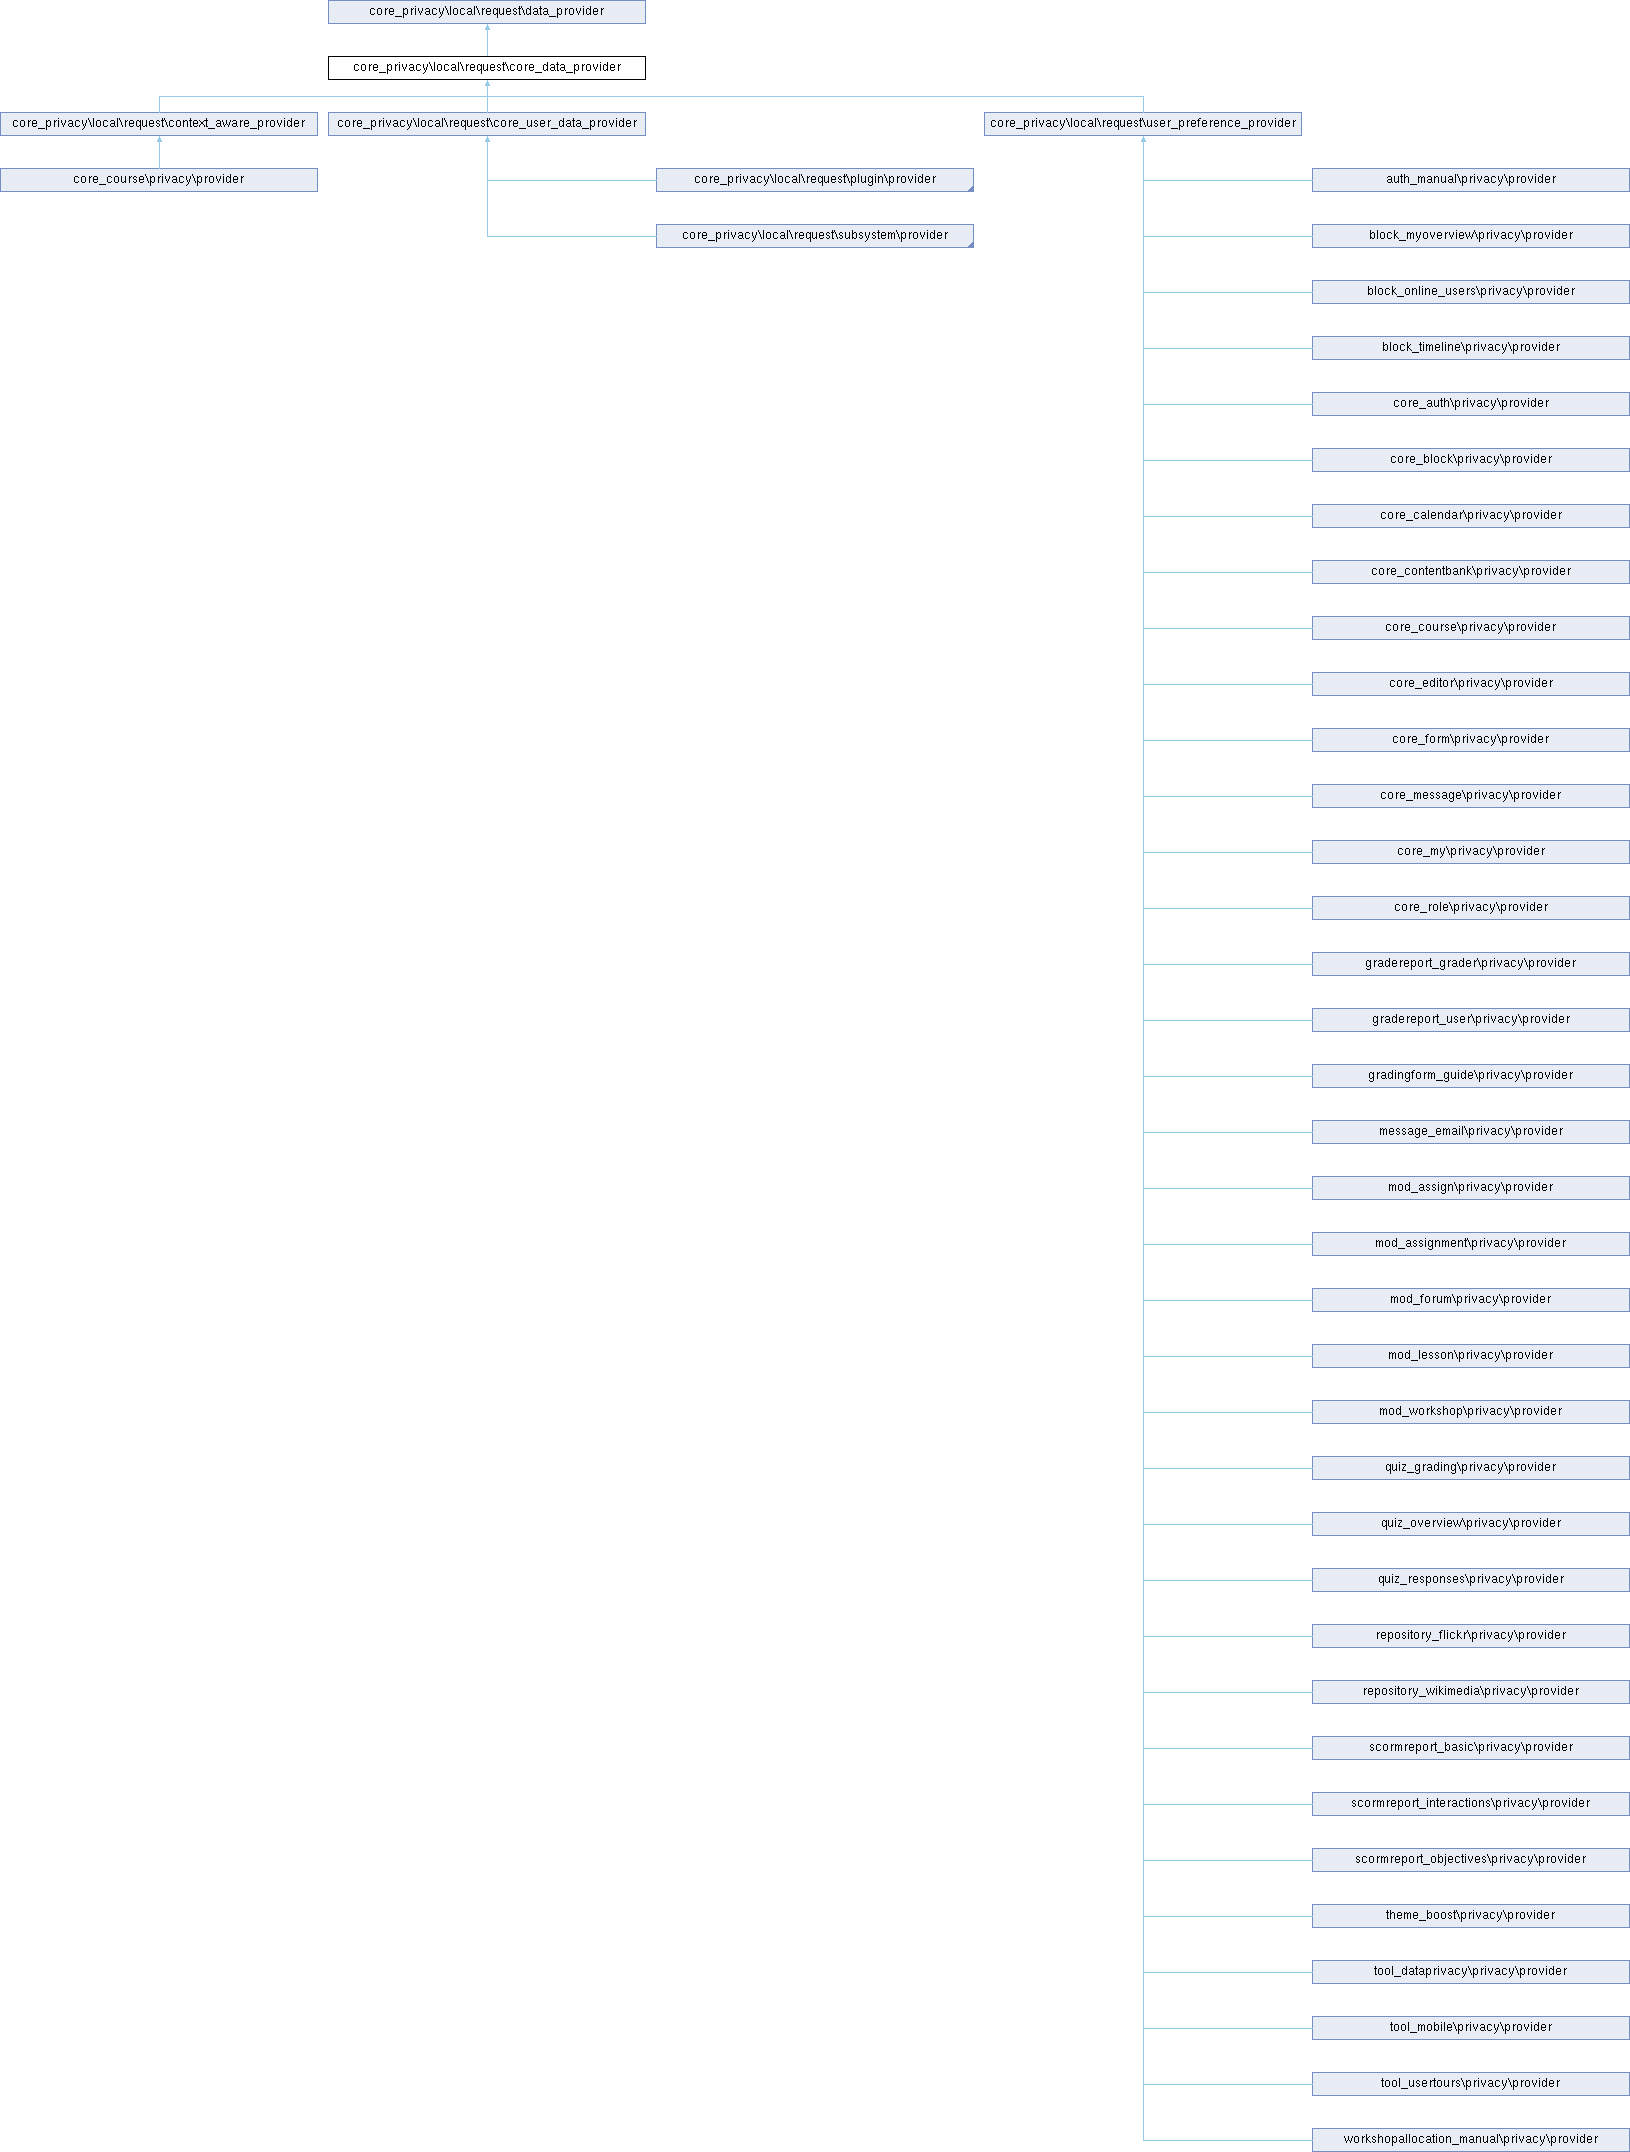 core_privacy\local\request\data_provider
core_privacy\local\request\core_data_provider
core_privacy\local\request\context_aware_provider
core_privacy\local\request\core_user_data_provider
core_privacy\local\request\user_preference_provider
core_course\privacy\provider
core_privacy\local\request\plugin\provider
auth_manual\privacy\provider
core_privacy\local\request\subsystem\provider
block_myoverview\privacy\provider
block_online_users\privacy\provider
block_timeline\privacy\provider
core_auth\privacy\provider
core_block\privacy\provider
core_calendar\privacy\provider
core_contentbank\privacy\provider
core_course\privacy\provider
core_editor\privacy\provider
core_form\privacy\provider
core_message\privacy\provider
core_my\privacy\provider
core_role\privacy\provider
gradereport_grader\privacy\provider
gradereport_user\privacy\provider
gradingform_guide\privacy\provider
message_email\privacy\provider
mod_assign\privacy\provider
mod_assignment\privacy\provider
mod_forum\privacy\provider
mod_lesson\privacy\provider
mod_workshop\privacy\provider
quiz_grading\privacy\provider
quiz_overview\privacy\provider
quiz_responses\privacy\provider
repository_flickr\privacy\provider
repository_wikimedia\privacy\provider
scormreport_basic\privacy\provider
scormreport_interactions\privacy\provider
scormreport_objectives\privacy\provider
theme_boost\privacy\provider
tool_dataprivacy\privacy\provider
tool_mobile\privacy\provider
tool_usertours\privacy\provider
workshopallocation_manual\privacy\provider